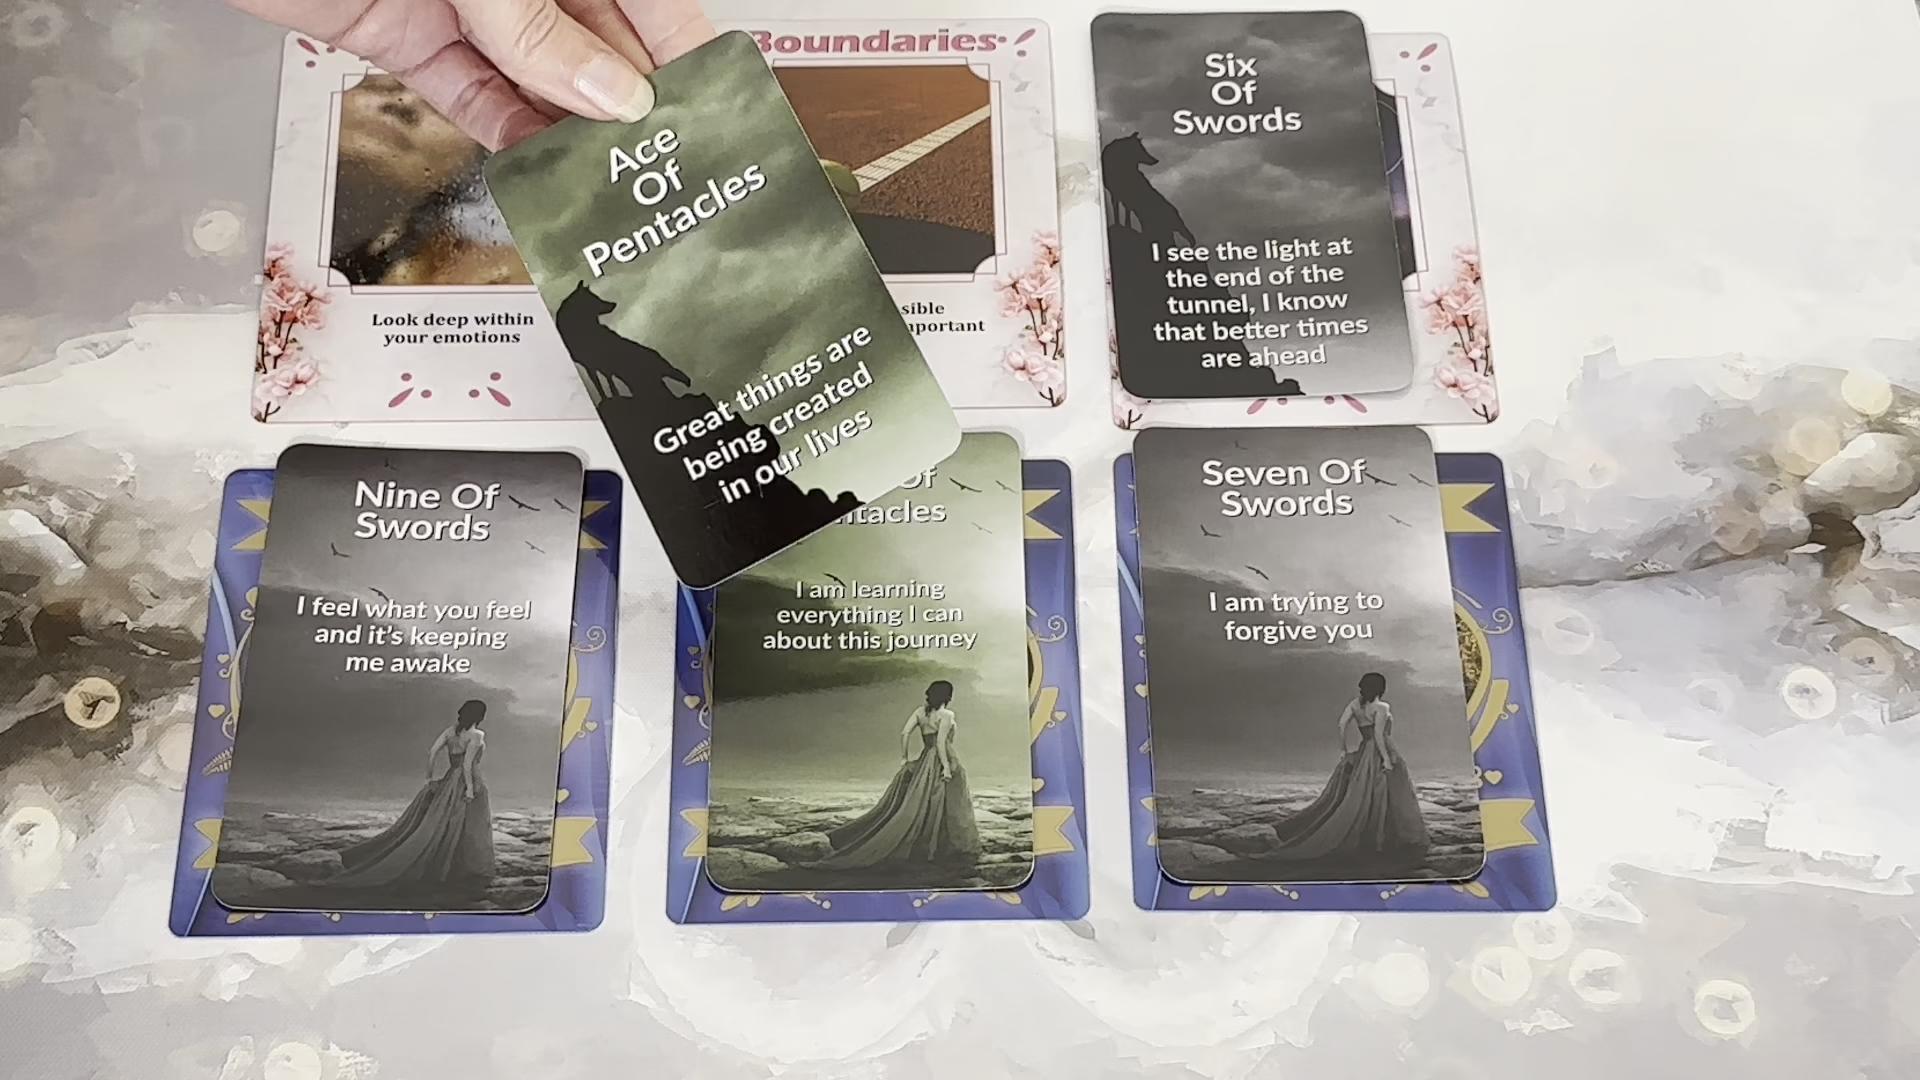 Boundaries
Look deep within
your emotions
Ace
Of
Pentacles
Great things are
being created
in our lives
Six
Of
Swords
I see the light at
the end of the
tunnel, I know
that better times
are ahead
Nine Of
Swords
I feel what you feel
and it's keeping
me awake
Of
I am learning
everything I can
about this journey
Seven Of
Swords
I am trying to
forgive you